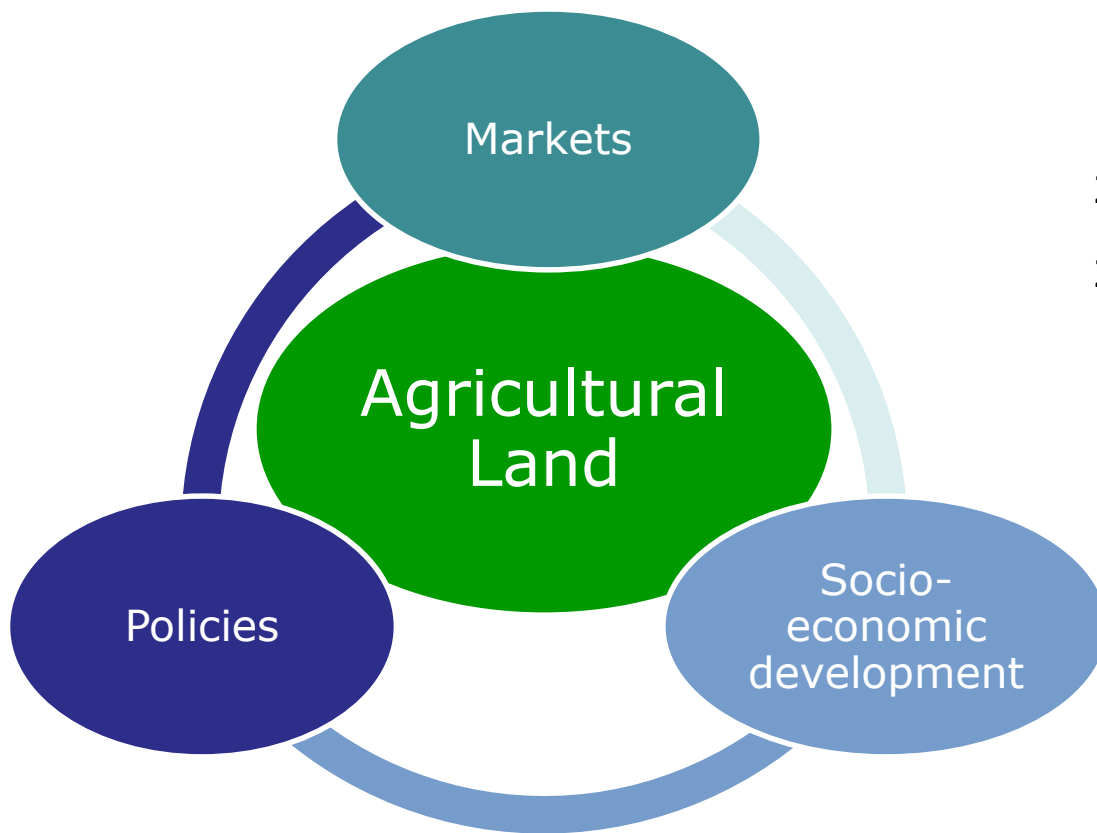 Markets
Agricultural
Land
Policies
Socio-
economic
development